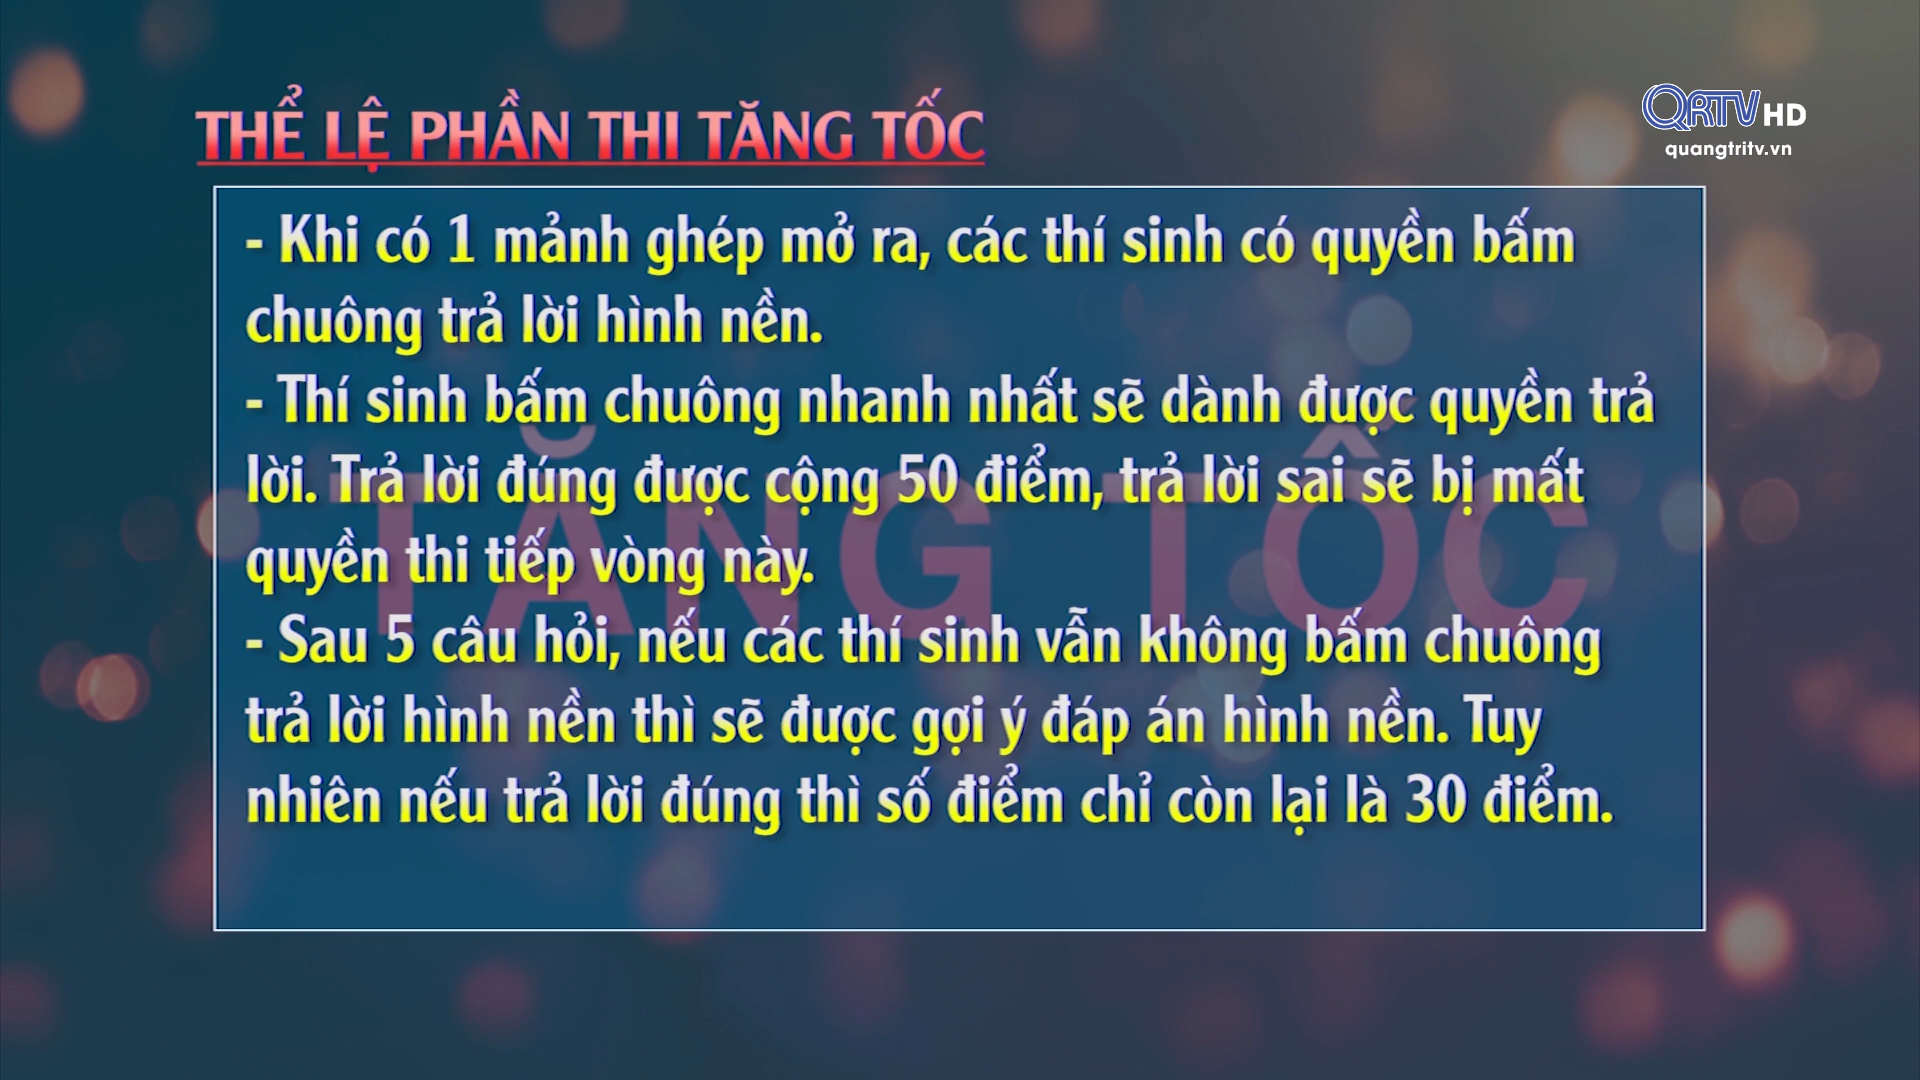 QRTV HD
quangtritv.vn
THỂ LỆ PHẦN THI TĂNG TỐC
- Khi có 1 mảnh ghép mở ra, các thí sinh có quyền bấm
chuông trả lời hình nền.
- Thí sinh bấm chuông nhanh nhất sẽ dành được quyền trả
lời. Trả lời đúng được cộng 50 điểm, trả lời sai sẽ bị mất
quyền thi tiếp vòng này.
- Sau 5 câu hỏi, nếu các thí sinh vẫn không bấm chuông
trả lời hình nền thì sẽ được gợi ý đáp án hình nền. Tuy
nhiên nếu trả lời đúng thì số điểm chỉ còn lại là 30 điểm.
TĂNG TỐC